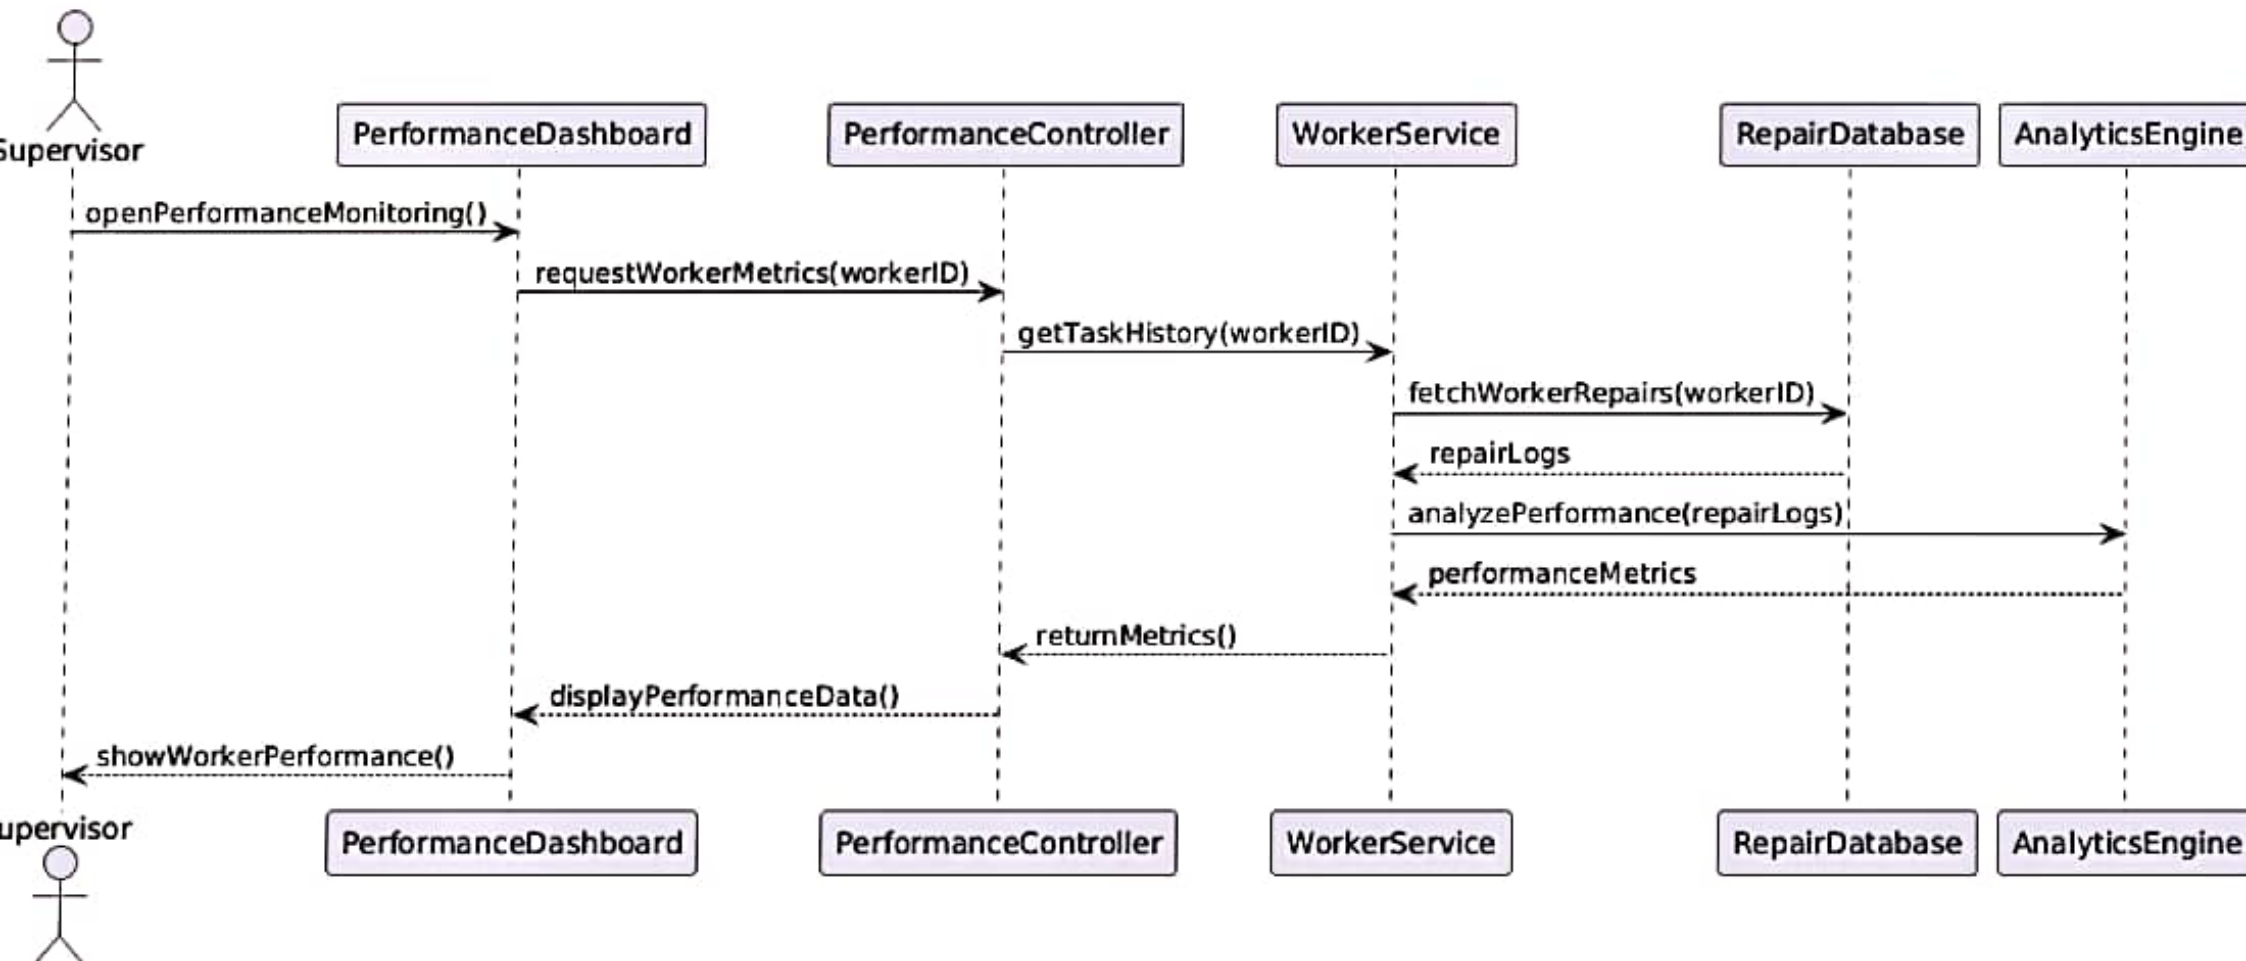 Supervisor
PerformanceDashboard
PerformanceController
WorkerService
RepairDatabase
AnalyticsEngine
openPerformanceMonitoring()
requestWorkerMetrics(workerID)
getTaskHistory(workerID)
fetchWorkerRepairs(workerID)
repairLogs
analyzePerformance(repairLogs)
performanceMetrics
returnMetrics()
displayPerformanceData()
showWorkerPerformance()
upervisor
PerformanceDashboard
PerformanceController
WorkerService
RepairDatabase
AnalyticsEngine